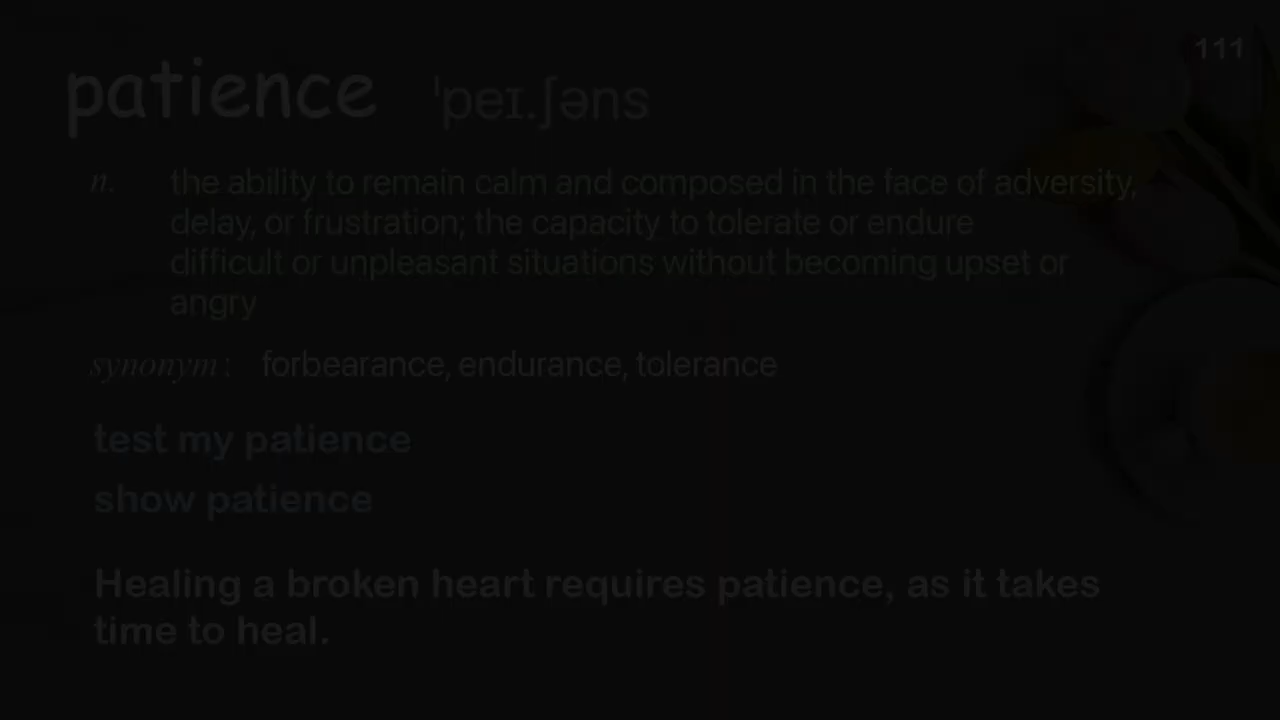 111
patience ˈpeɪ.ʃəns
n. the ability to remain calm and composed in the face of adversity,
delay, or frustration; the capacity to tolerate or endure
difficult or unpleasant situations without becoming upset or
angry
synonym : forbearance, endurance, tolerance
test my patience
show patience
Healing a broken heart requires patience, as it takes
time to heal.